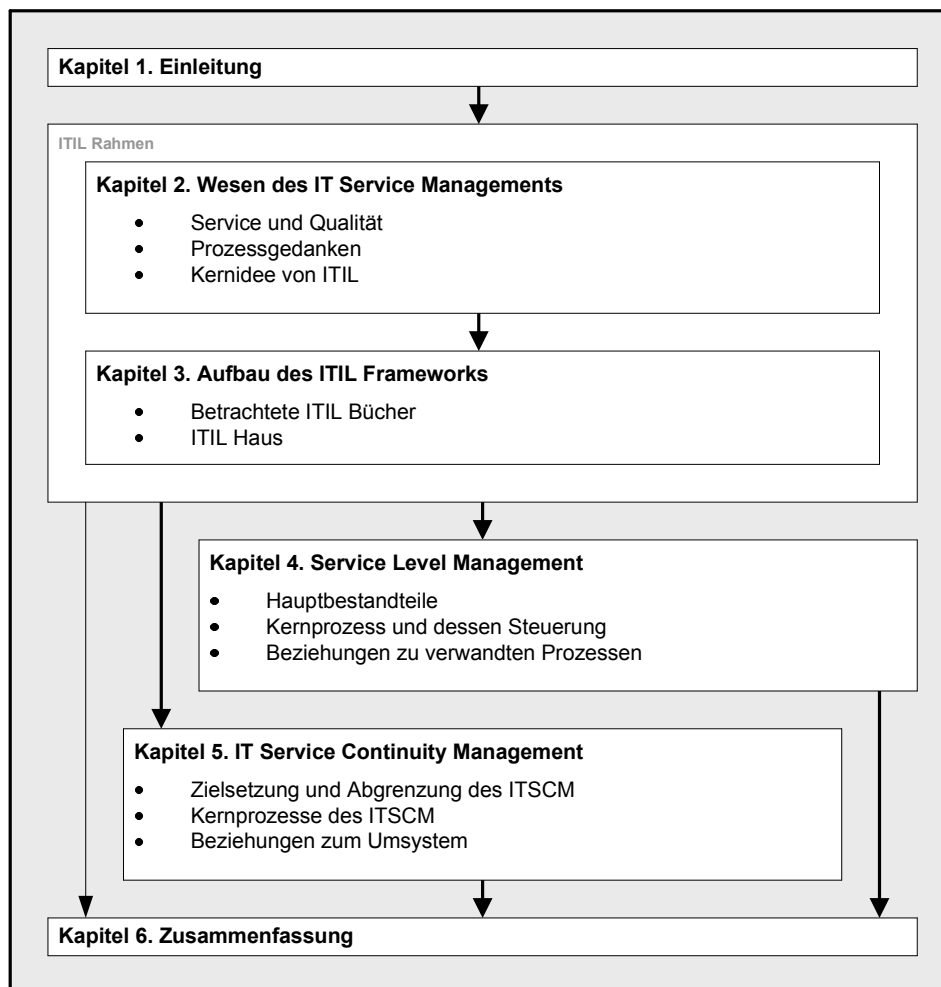 Kapitel 1. Einleitung
ITIL Rahmen
Kapitel 2. Wesen des IT Service Managements
• Service und Qualität
• Prozessgedanken
• Kernidee von ITIL
Kapitel 3. Aufbau des ITIL Frameworks
• Betrachtete ITIL Bücher
• ITIL Haus
Kapitel 4. Service Level Management
• Hauptbestandteile
• Kernprozess und dessen Steuerung
• Beziehungen zu verwandten Prozessen
Kapitel 5. IT Service Continuity Management
• Zielsetzung und Abgrenzung des ITSCM
• Kernprozesse des ITSCM
• Beziehungen zum Umsystem
Kapitel 6. Zusammenfassung